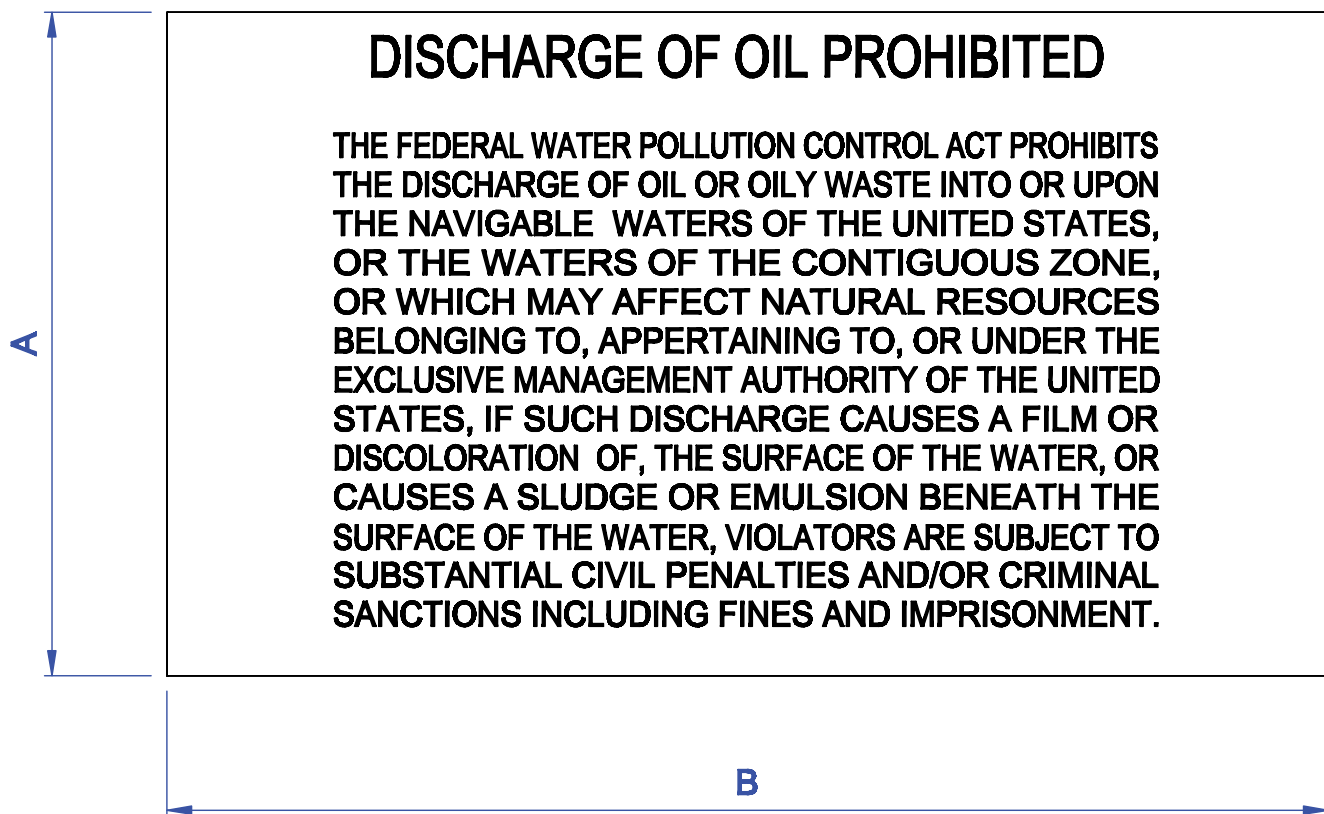 DISCHARGE OF OIL PROHIBITED
THE FEDERAL WATER POLLUTION CONTROL ACT PROHIBITS
THE DISCHARGE OF OIL OR OILY WASTE INTO OR UPON
THE NAVIGABLE WATERS OF THE UNITED STATES,
OR THE WATERS OF THE CONTIGUOUS ZONE,
OR WHICH MAY AFFECT NATURAL RESOURCES
BELONGING TO, APPERTAINING TO, OR UNDER THE
EXCLUSIVE MANAGEMENT AUTHORITY OF THE UNITED
STATES, IF SUCH DISCHARGE CAUSES A FILM OR
DISCOLORATION OF, THE SURFACE OF THE WATER, OR
CAUSES A SLUDGE OR EMULSION BENEATH THE
SURFACE OF THE WATER, VIOLATORS ARE SUBJECT TO
SUBSTANTIAL CIVIL PENALTIES AND/OR CRIMINAL
SANCTIONS INCLUDING FINES AND IMPRISONMENT.
A
B